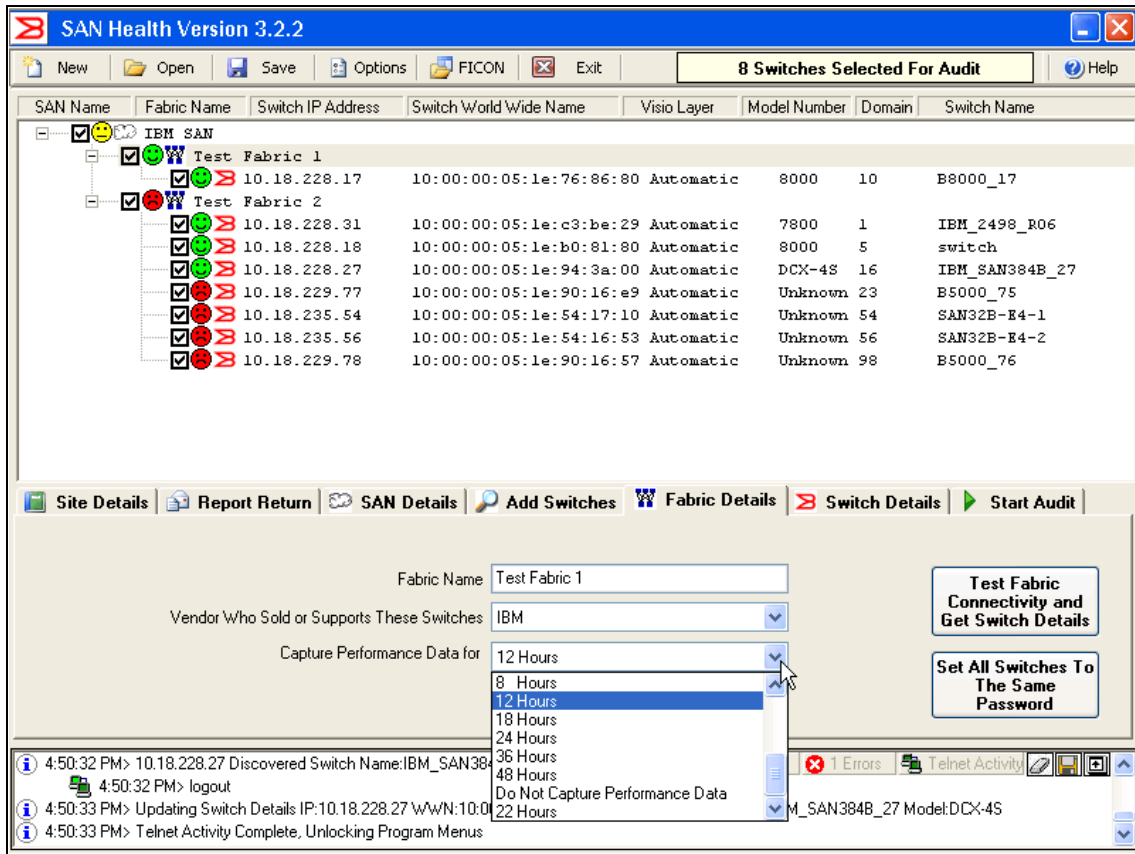 SAN Health Version 3.2.2
New Open Save Options FICON Exit 8 Switches Selected For Audit Help
SAN Name Fabric Name Switch IP Address Switch World Wide Name Visio Layer Model Number Domain Switch Name
IBM SAN
Test Fabric 1
10.18.228.17 10:00:00:05:1e:76:86:80 Automatic 8000 10 B8000_17
Test Fabric 2
10.18.228.31 10:00:00:05:1e:c3:be:29 Automatic 7800 1 IBM_2498_R06
10.18.228.18 10:00:00:05:1e:b0:81:80 Automatic 8000 5 switch
10.18.228.27 10:00:00:05:1e:94:3a:00 Automatic DCX-4S 16 IBM_SAN384B_27
10.18.229.77 10:00:00:05:1e:90:16:e9 Automatic Unknown 23 B5000_75
10.18.235.54 10:00:00:05:1e:54:17:10 Automatic Unknown 54 SAN32B-E4-1
10.18.235.56 10:00:00:05:1e:54:16:53 Automatic Unknown 56 SAN32B-E4-2
10.18.229.78 10:00:00:05:1e:90:16:57 Automatic Unknown 98 B5000_76
Site Details Report Return SAN Details Add Switches Fabric Details Switch Details Start Audit
Fabric Name Test Fabric 1
Vendor Who Sold or Supports These Switches IBM
Capture Performance Data for 12 Hours
8 Hours
12 Hours
18 Hours
24 Hours
36 Hours
48 Hours
Do Not Capture Performance Data
22 Hours
Test Fabric
Connectivity and
Get Switch Details
Set All Switches To
The Same
Password
4:50:32 PM> 10.18.228.27 Discovered Switch Name:IBM_SAN38 1 Errors Telnet Activity
4:50:32 PM> logout
4:50:33 PM> Updating Switch Details IP:10.18.228.27 WWN:10:0 M_SAN384B_27 Model:DCX-4S
4:50:33 PM> Telnet Activity Complete, Unlocking Program Menus